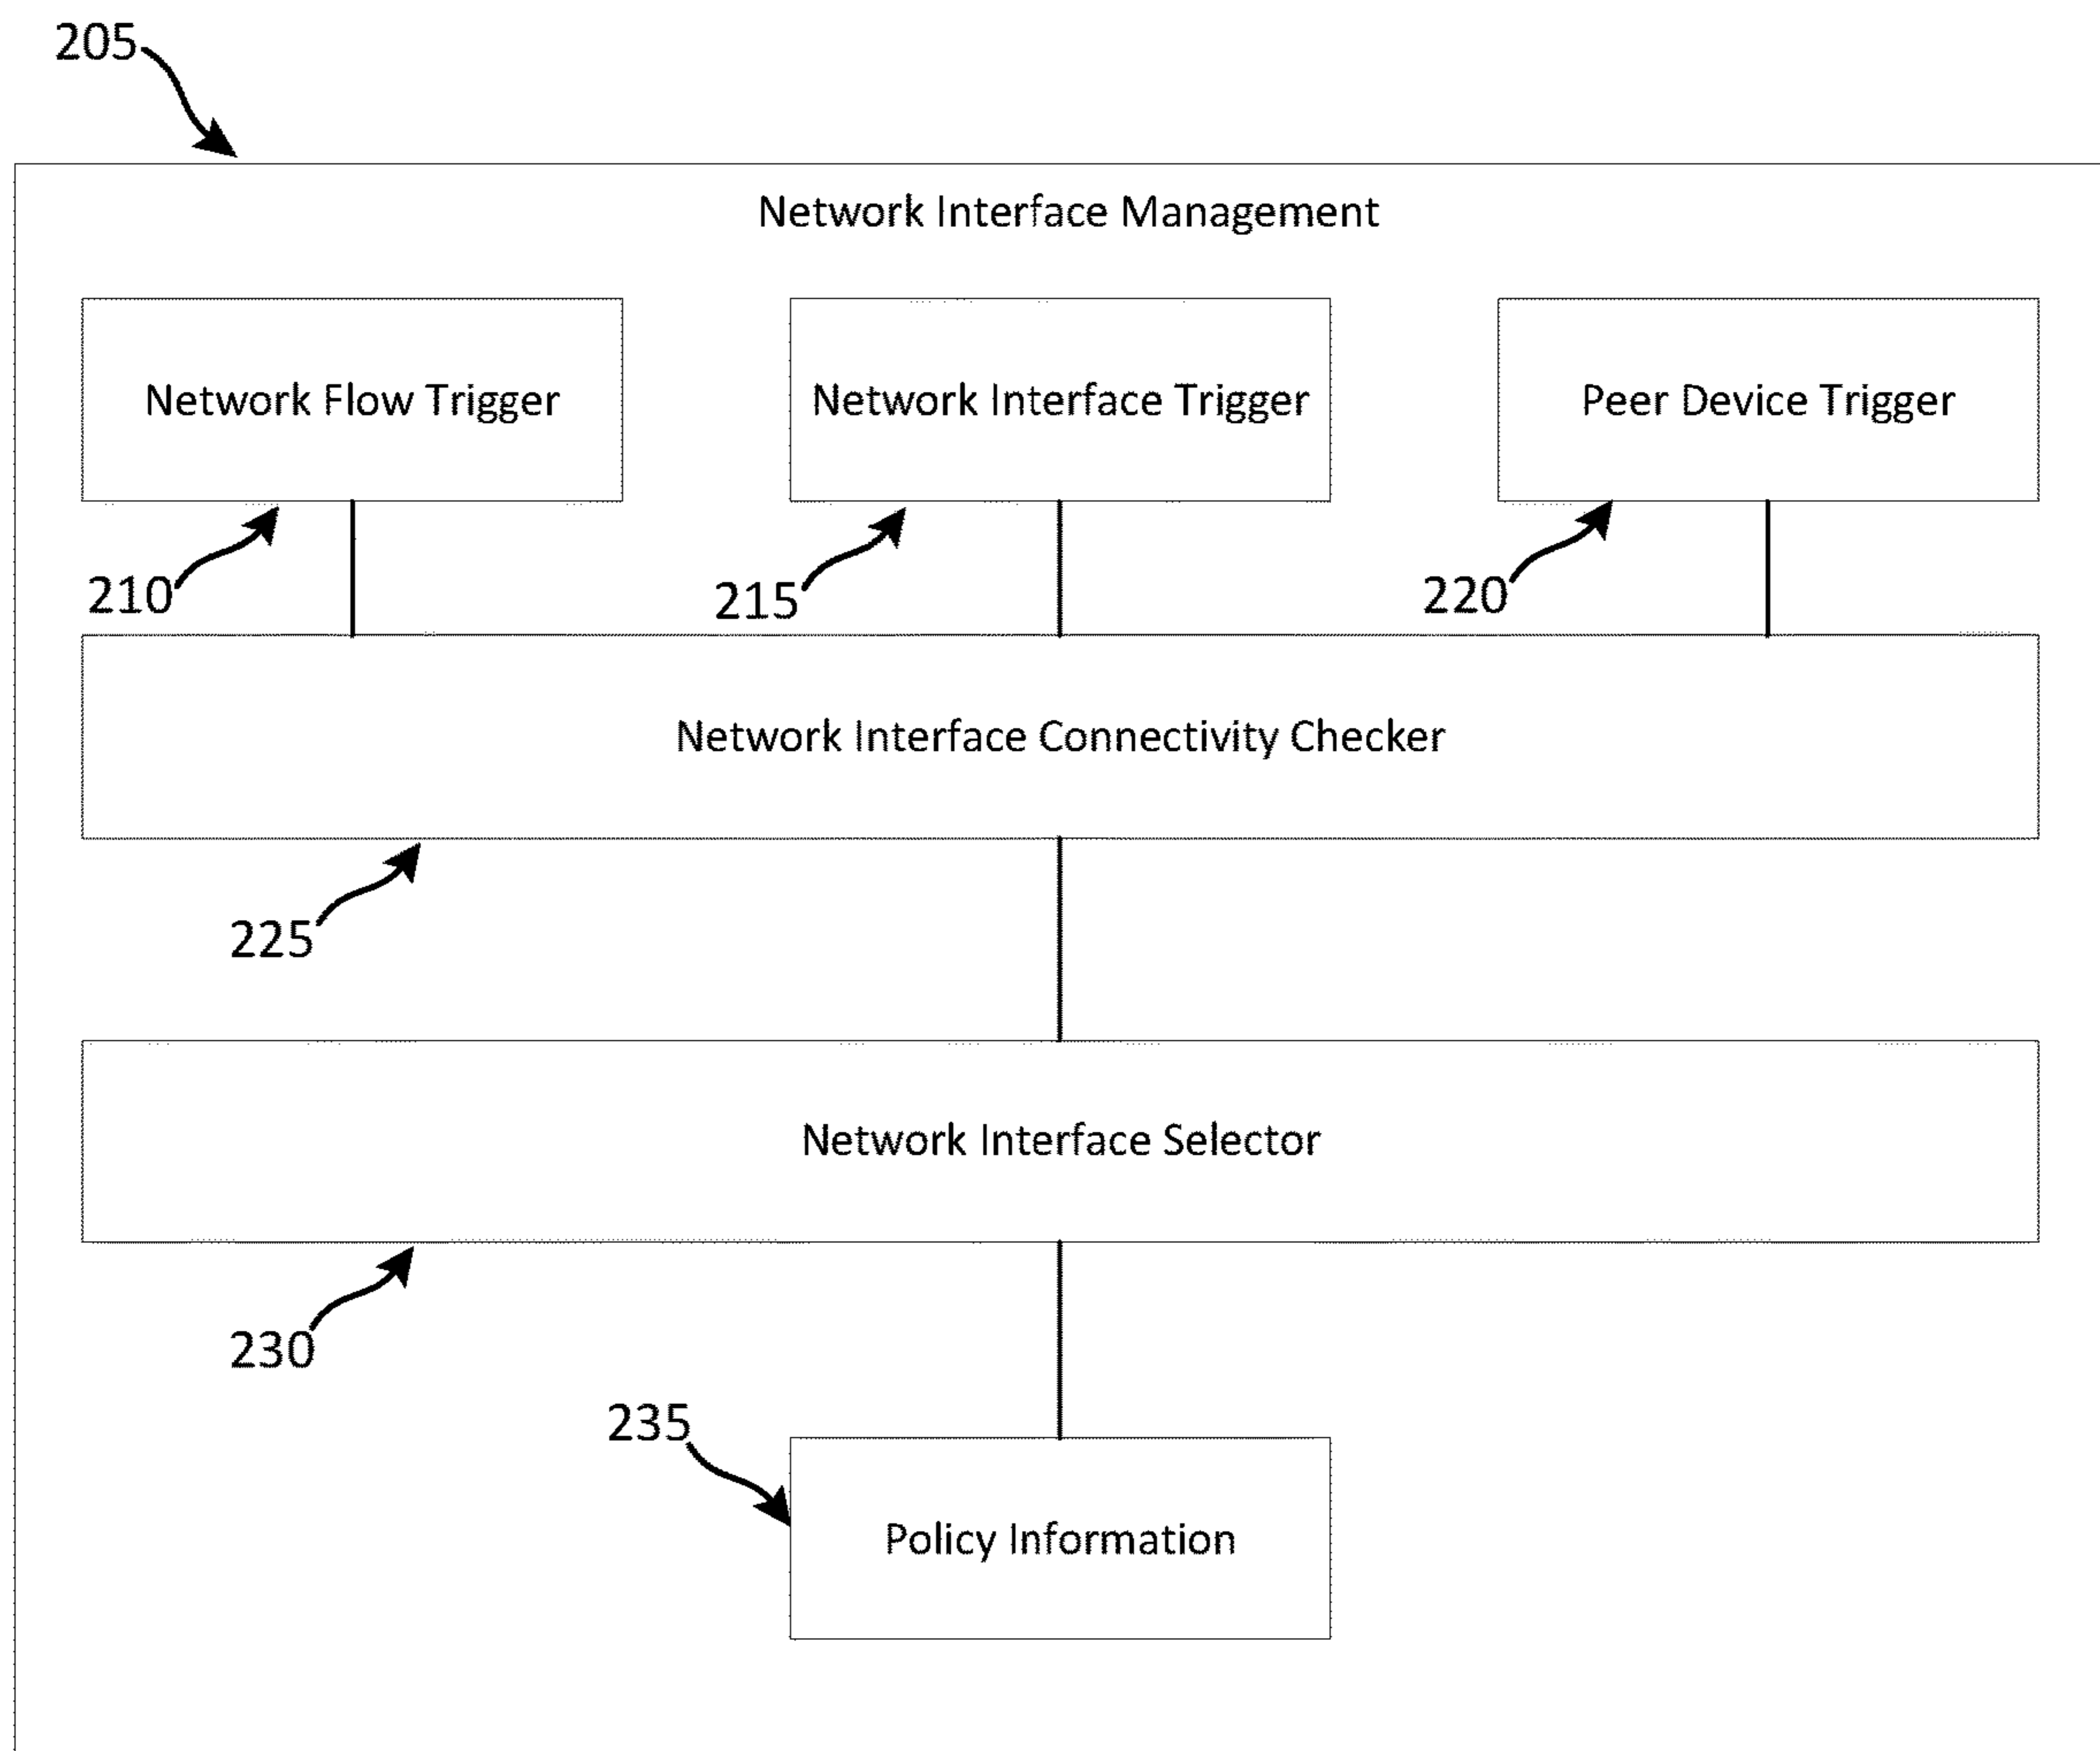 205
Network Interface Management
Network Flow Trigger
Network Interface Trigger
Peer Device Trigger
210
215
220
Network Interface Connectivity Checker
225
Network Interface Selector
230
235
Policy Information